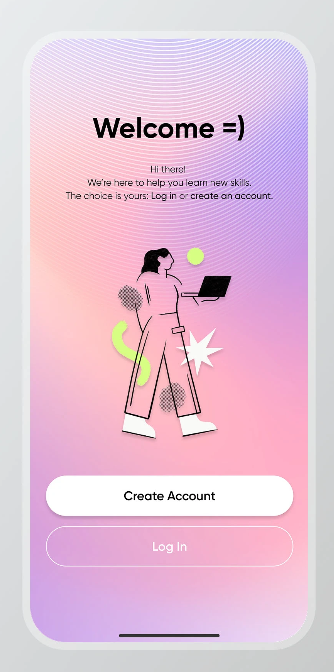 Welcome =)
Hi there!
We're here to help you learn new skills.
The choice is yours: Log in or create an account.
Create Account
Log In